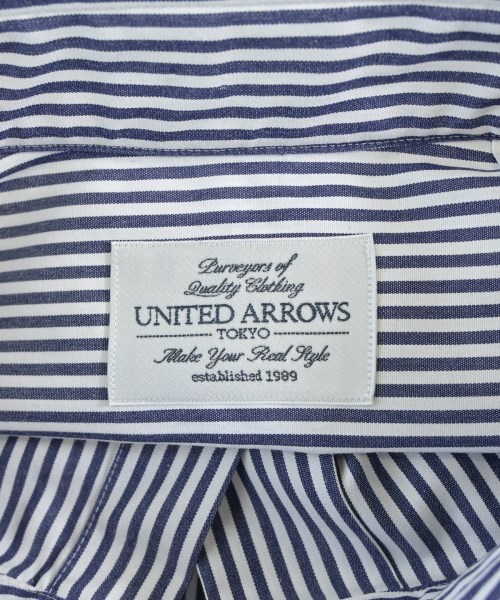 Purveyors of
Quality Clothing
UNITED ARROWS
TOKYO
Make Your Real Style
established 1989